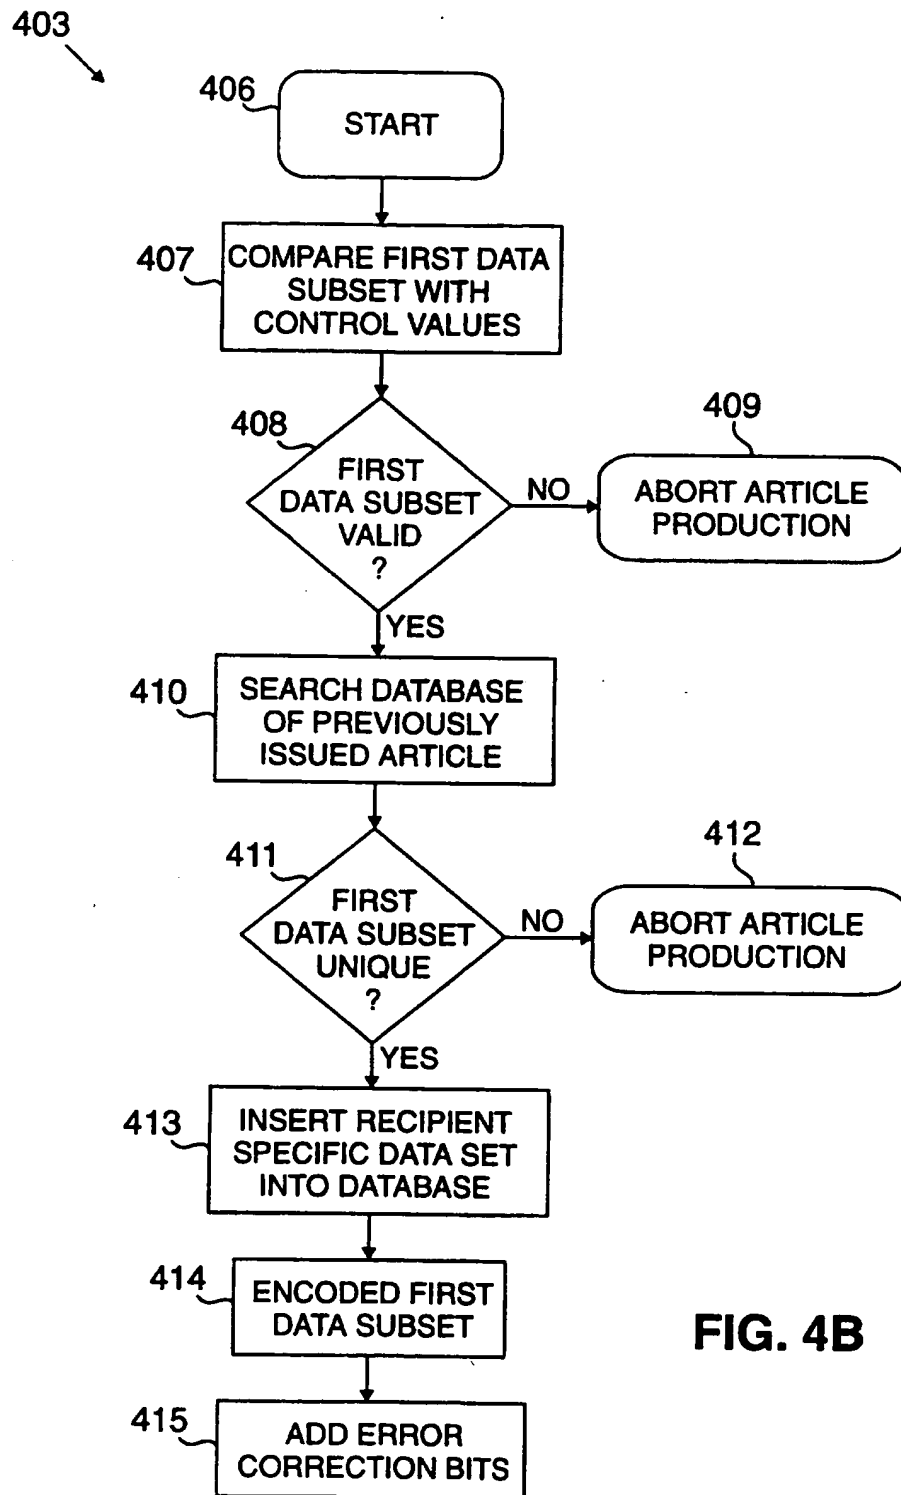 403
406
START
407
COMPARE FIRST DATA
SUBSET WITH
CONTROL VALUES
408
FIRST
DATA SUBSET
VALID
?
NO
409
ABORT ARTICLE
PRODUCTION
YES
410
SEARCH DATABASE
OF PREVIOUSLY
ISSUED ARTICLE
411
FIRST
DATA SUBSET
UNIQUE
?
NO
412
ABORT ARTICLE
PRODUCTION
YES
413
INSERT RECIPIENT
SPECIFIC DATA SET
INTO DATABASE
414
ENCODED FIRST
DATA SUBSET
FIG. 4B
415
ADD ERROR
CORRECTION BITS